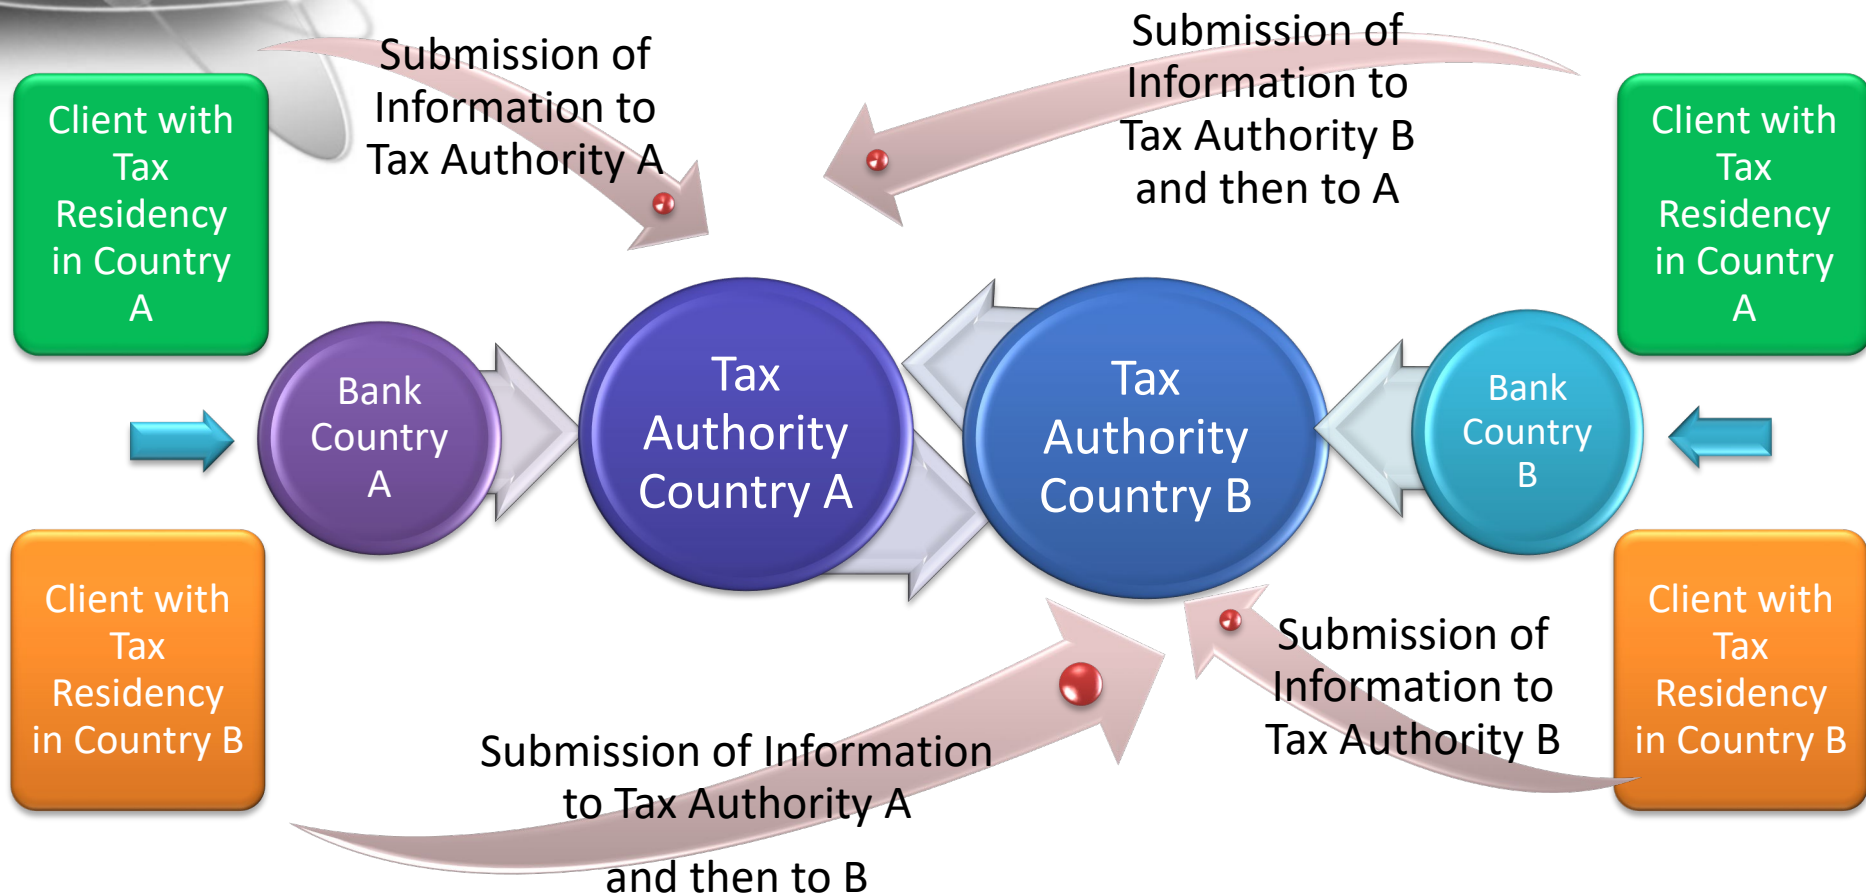 Submission of
Information to
Tax Authority A
Submission of
Information to
Tax Authority B
and then to A
Client with
Tax
Residency
in Country
A
Client with
Tax
Residency
in Country
A
Bank
Country
A
Tax
Authority
Country A
Tax
Authority
Country B
Bank
Country
B
Client with
Tax
Residency
in Country B
Submission of Information
to Tax Authority A
and then to B
Submission of
Information to
Tax Authority B
Client with
Tax
Residency
in Country B